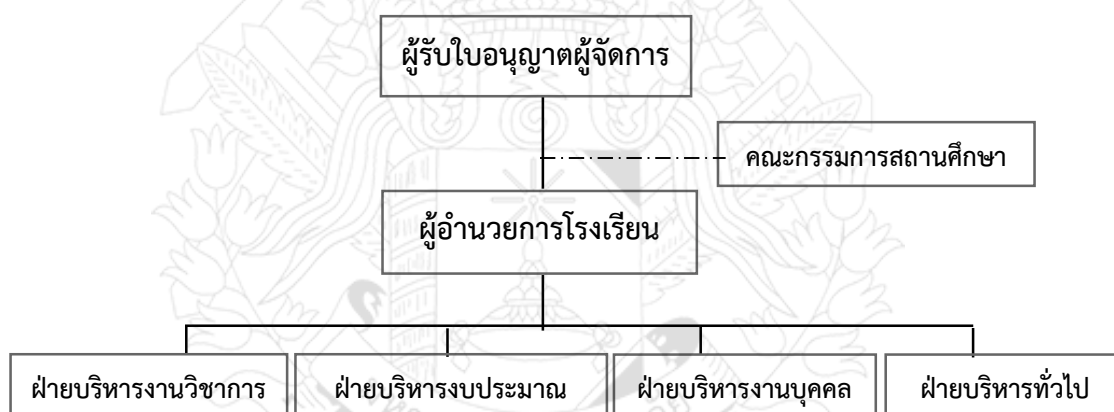 ผู้รับใบอนุญาตผู้จัดการ
คณะกรรมการสถานศึกษา
ผู้อำนวยการโรงเรียน
ฝ่ายบริหารงานวิชาการ
ฝ่ายบริหารงบประมาณ
ฝ่ายบริหารงานบุคคล
ฝ่ายบริหารทั่วไป